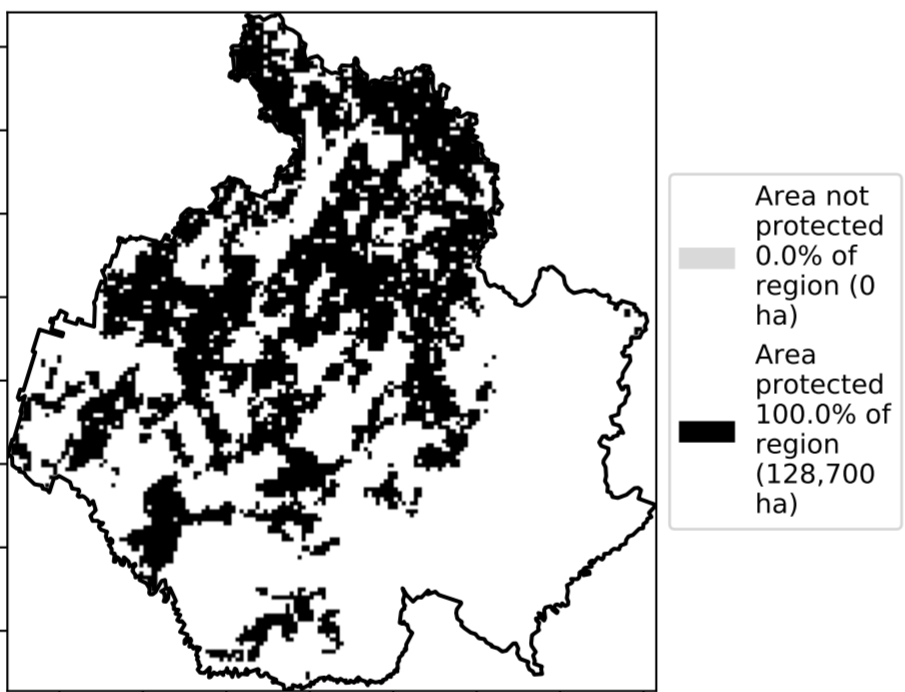 Area not
protected
0.0% of
region (0
ha)
Area
protected
100.0% of
region
(128,700
ha)